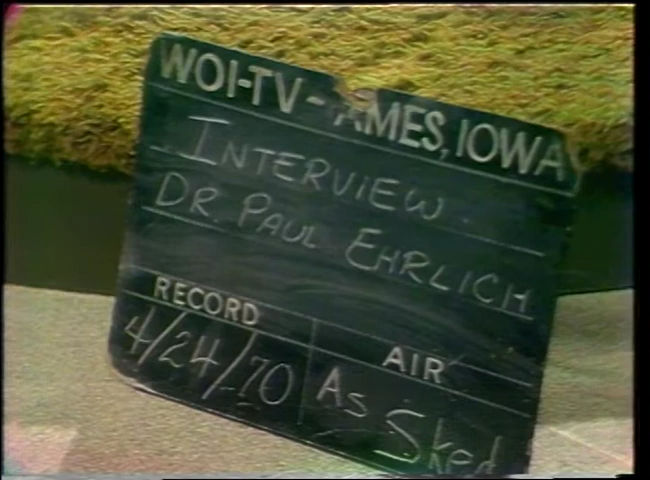 WOI-TV - AMES, IOWA
INTERVIEW
DR. PAUL EHRLICH
RECORD AIR
4/24/70 As Sked